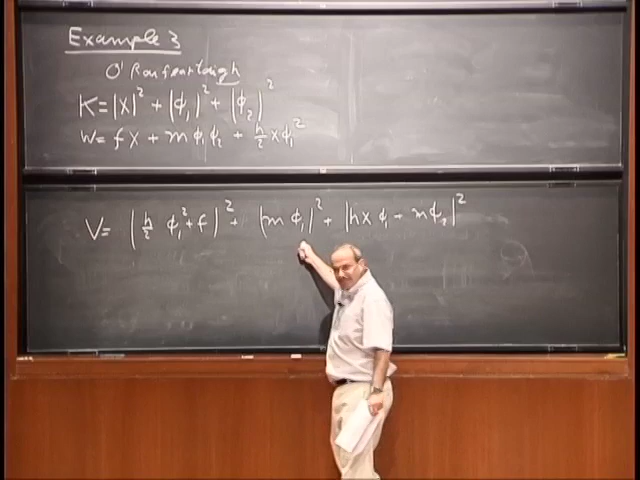 Example 3
O'Raifeartaigh
K = |X|² + |ϕ₁|² + |ϕ₂|²
W = fX + mϕ₁ϕ₂ + h/2 Xϕ₁²
V = |h/2 ϕ₁² + f|² + |mϕ₁|² + |hXϕ₁ + mϕ₂|²